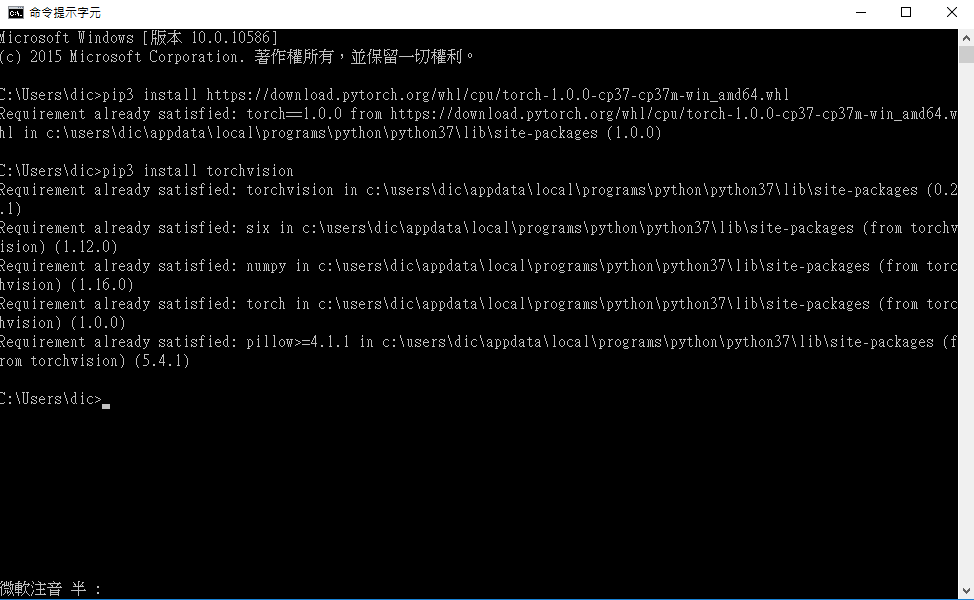 命令提示字元
Microsoft Windows [版本 10.0.10586]
(c) 2015 Microsoft Corporation. 著作權所有，並保留一切權利。
C:\Users\dic>pip3 install https://download.pytorch.org/whl/cpu/torch-1.0.0-cp37-cp37m-win_amd64.whl
Requirement already satisfied: torch==1.0.0 from https://download.pytorch.org/whl/cpu/torch-1.0.0-cp37-cp37m-win_amd64.w
hl in c:\users\dic\appdata\local\programs\python\python37\lib\site-packages (1.0.0)
C:\Users\dic>pip3 install torchvision
Requirement already satisfied: torchvision in c:\users\dic\appdata\local\programs\python\python37\lib\site-packages (0.2
.1)
Requirement already satisfied: six in c:\users\dic\appdata\local\programs\python\python37\lib\site-packages (from torchv
ision) (1.12.0)
Requirement already satisfied: numpy in c:\users\dic\appdata\local\programs\python\python37\lib\site-packages (from torc
hvision) (1.16.0)
Requirement already satisfied: torch in c:\users\dic\appdata\local\programs\python\python37\lib\site-packages (from torc
hvision) (1.0.0)
Requirement already satisfied: pillow>=4.1.1 in c:\users\dic\appdata\local\programs\python\python37\lib\site-packages (f
rom torchvision) (5.4.1)
C:\Users\dic>
微軟注音 半 :